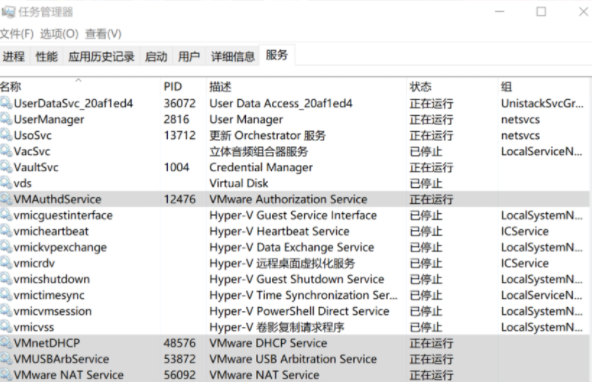 任务管理器
文件(F) 选项(O) 查看(V)
进程 性能 应用历史记录 启动 用户 详细信息 服务
名称 PID 描述 状态 组
UserDataSvc_20af1ed4 36072 User Data Access_20af1ed4 正在运行 UnistackSvcGr...
UserManager 2816 User Manager 正在运行 netsvcs
UsoSvc 13712 更新 Orchestrator 服务 正在运行 netsvcs
VacSvc 立体音频组合器服务 已停止 LocalServiceN...
VaultSvc 1004 Credential Manager 正在运行
vds Virtual Disk 已停止
VMAuthdService 12476 VMware Authorization Service 正在运行
vmicguestinterface Hyper-V Guest Service Interface 已停止 LocalSystemN...
vmicheartbeat Hyper-V Heartbeat Service 已停止 ICService
vmickvpexchange Hyper-V Data Exchange Service 已停止 LocalSystemN...
vmicrdv Hyper-V 远程桌面虚拟化服务 已停止 ICService
vmicshutdown Hyper-V Guest Shutdown Service 已停止 LocalSystemN...
vmictimesync Hyper-V Time Synchronization Ser... 已停止 LocalServiceN...
vmicvmsession Hyper-V PowerShell Direct Service 已停止 LocalSystemN...
vmicvss Hyper-V 卷影复制请求程序 已停止 LocalSystemN...
VMnetDHCP 48576 VMware DHCP Service 正在运行
VMUSBArbService 53872 VMware USB Arbitration Service 正在运行
VMware NAT Service 56092 VMware NAT Service 正在运行